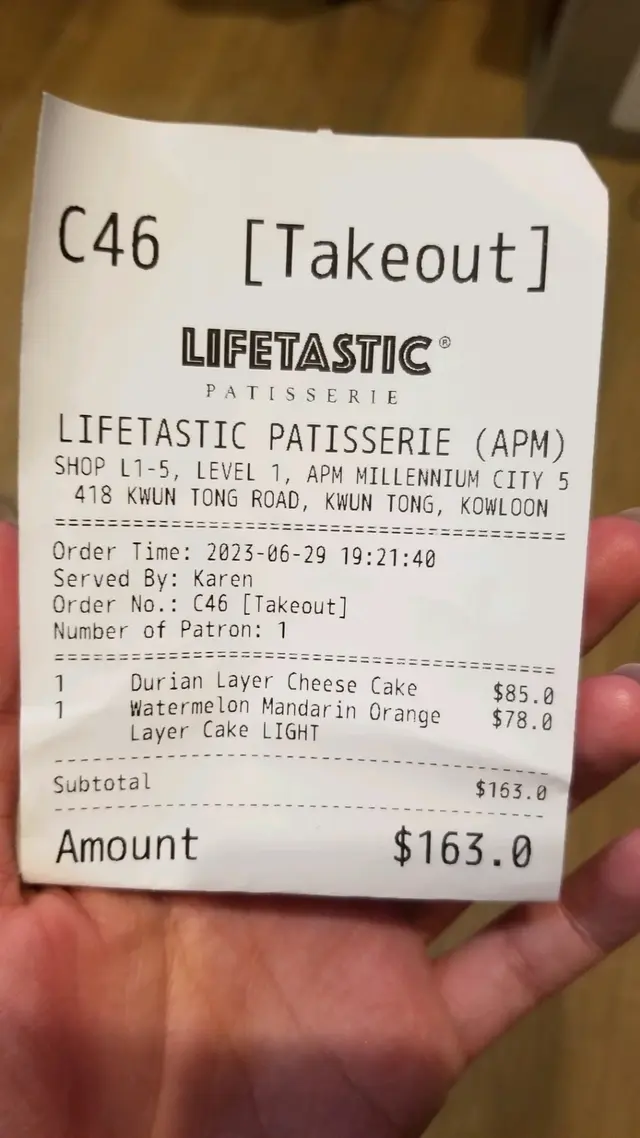 C46 [Takeout]
LIFETASTIC®
PATISSERIE
LIFETASTIC PATISSERIE (APM)
SHOP L1-5, LEVEL 1, APM MILLENNIUM CITY 5
418 KWUN TONG ROAD, KWUN TONG, KOWLOON
==================================================
Order Time: 2023-06-29 19:21:40
Served By: Karen
Order No.: C46 [Takeout]
Number of Patron: 1
==================================================
1 Durian Layer Cheese Cake $85.0
1 Watermelon Mandarin Orange $78.0
Layer Cake LIGHT
--------------------------------------------------
Subtotal $163.0
--------------------------------------------------
Amount $163.0